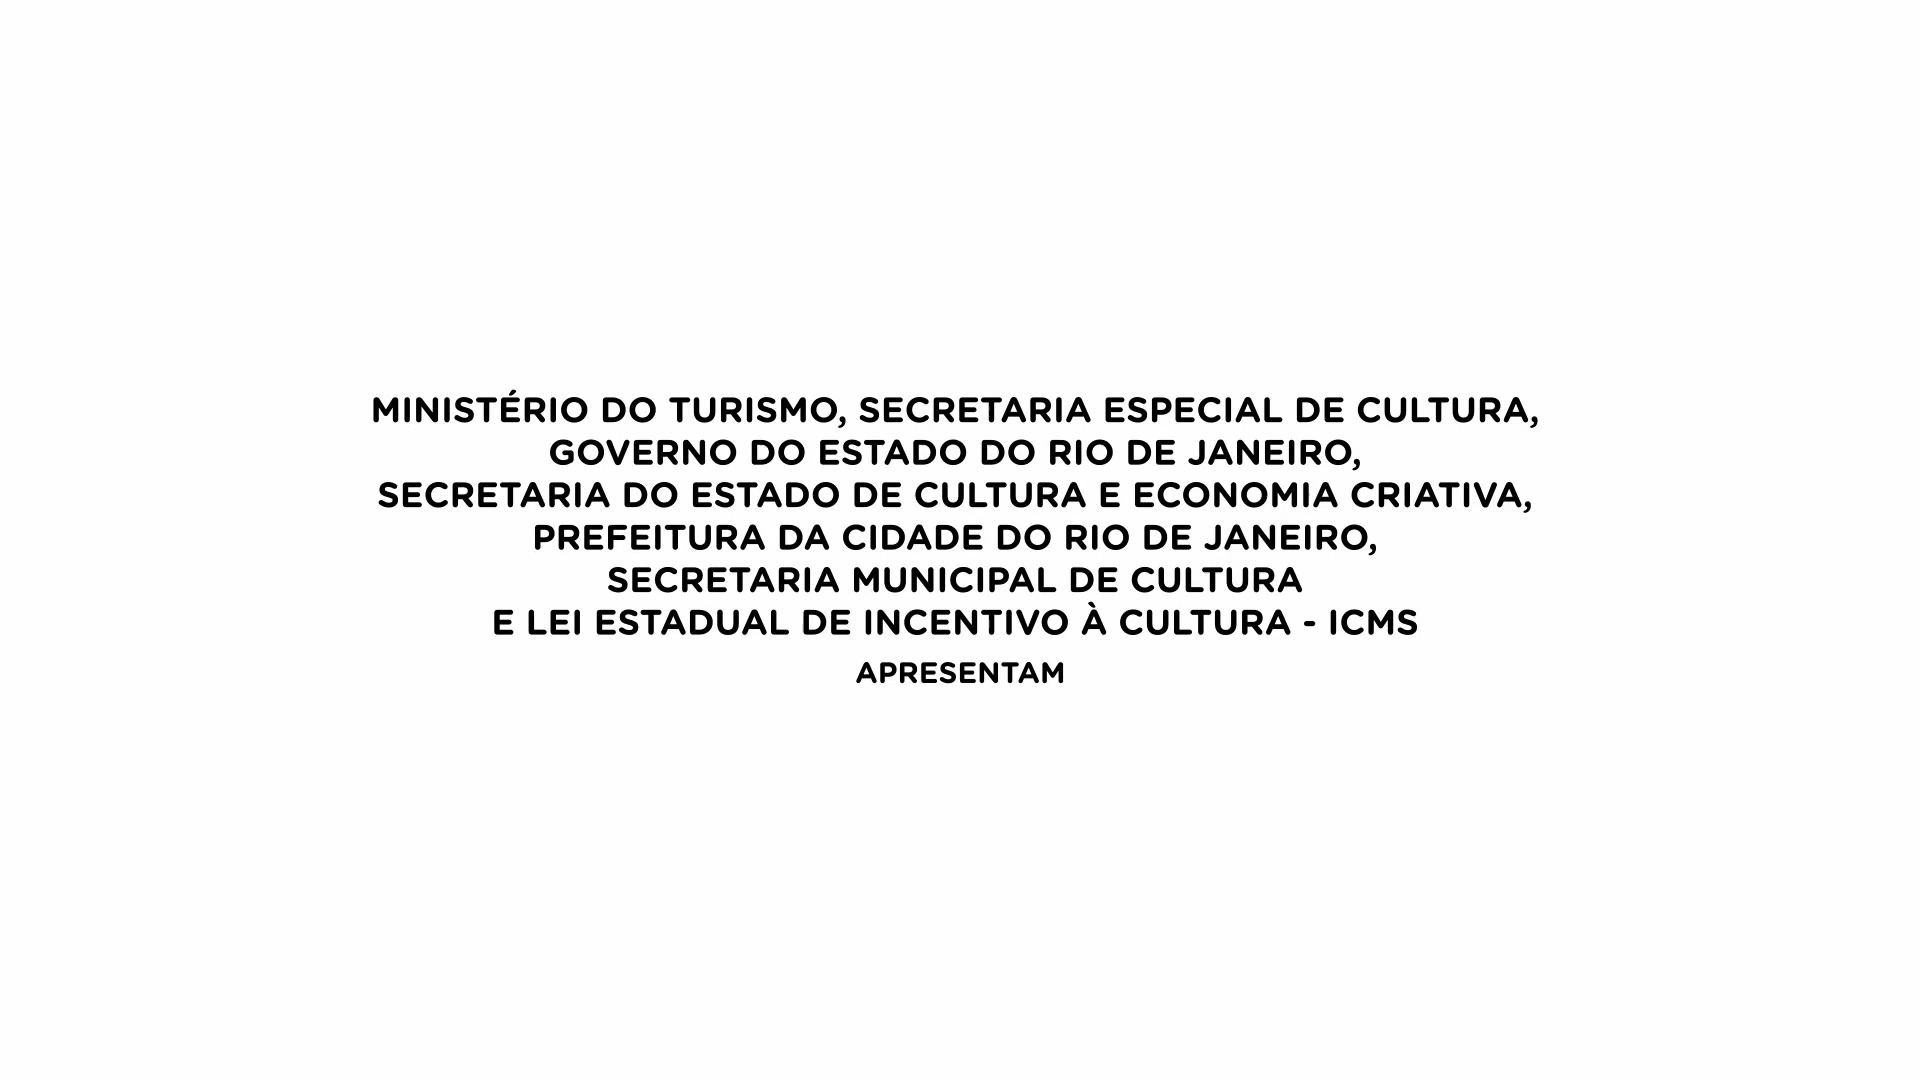 MINISTÉRIO DO TURISMO, SECRETARIA ESPECIAL DE CULTURA,
GOVERNO DO ESTADO DO RIO DE JANEIRO,
SECRETARIA DO ESTADO DE CULTURA E ECONOMIA CRIATIVA,
PREFEITURA DA CIDADE DO RIO DE JANEIRO,
SECRETARIA MUNICIPAL DE CULTURA
E LEI ESTADUAL DE INCENTIVO À CULTURA - ICMS
APRESENTAM